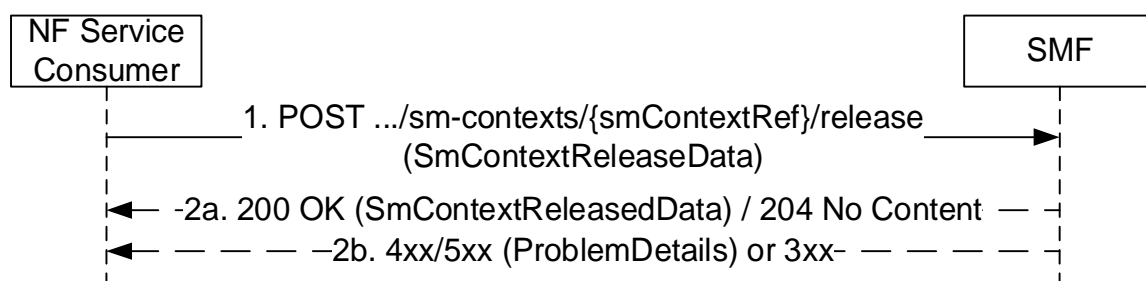 NF Service
Consumer
SMF
1. POST .../sm-contexts/{smContextRef}/release
(SmContextReleaseData)
2a. 200 OK (SmContextReleasedData) / 204 No Content
2b. 4xx/5xx (ProblemDetails) or 3xx